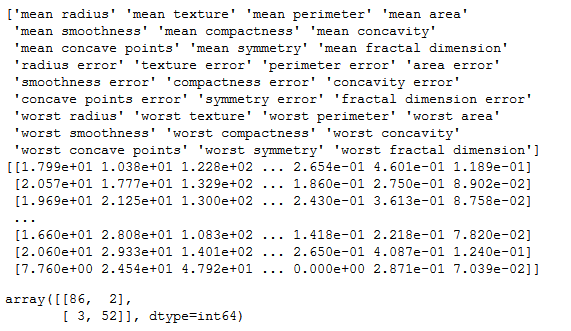 ['mean radius' 'mean texture' 'mean perimeter' 'mean area'
 'mean smoothness' 'mean compactness' 'mean concavity'
 'mean concave points' 'mean symmetry' 'mean fractal dimension'
 'radius error' 'texture error' 'perimeter error' 'area error'
 'smoothness error' 'compactness error' 'concavity error'
 'concave points error' 'symmetry error' 'fractal dimension error'
 'worst radius' 'worst texture' 'worst perimeter' 'worst area'
 'worst smoothness' 'worst compactness' 'worst concavity'
 'worst concave points' 'worst symmetry' 'worst fractal dimension']
[[1.799e+01 1.038e+01 1.228e+02 ... 2.654e-01 4.601e-01 1.189e-01]
 [2.057e+01 1.777e+01 1.329e+02 ... 1.860e-01 2.750e-01 8.902e-02]
 [1.969e+01 2.125e+01 1.300e+02 ... 2.430e-01 3.613e-01 8.758e-02]
 ...
 [1.660e+01 2.808e+01 1.083e+02 ... 1.418e-01 2.218e-01 7.820e-02]
 [2.060e+01 2.933e+01 1.401e+02 ... 2.650e-01 4.087e-01 1.240e-01]
 [7.760e+00 2.454e+01 4.792e+01 ... 0.000e+00 2.871e-01 7.039e-02]]
array([[86,  2],
       [ 3, 52]], dtype=int64)